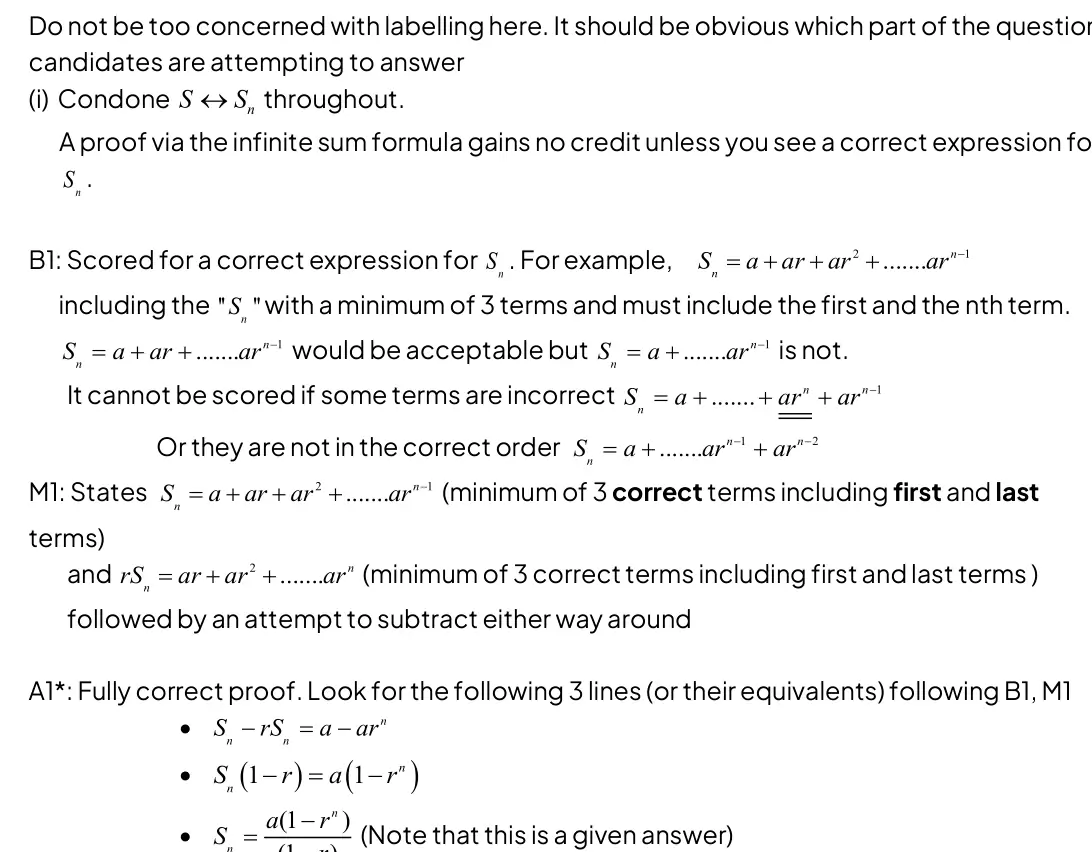 Do not be too concerned with labelling here. It should be obvious which part of the question
candidates are attempting to answer
(i) Condone S ↔ Sₙ throughout.
A proof via the infinite sum formula gains no credit unless you see a correct expression fo
Sₙ .
B1: Scored for a correct expression for Sₙ . For example, Sₙ = a + ar + ar² + .......arⁿ⁻¹
including the "Sₙ" with a minimum of 3 terms and must include the first and the nth term.
Sₙ = a + ar + .......arⁿ⁻¹ would be acceptable but Sₙ = a + .......arⁿ⁻¹ is not.
It cannot be scored if some terms are incorrect Sₙ = a + ....... + arⁿ + arⁿ⁻¹
Or they are not in the correct order Sₙ = a + .......arⁿ⁻¹ + arⁿ⁻²
M1: States Sₙ = a + ar + ar² + .......arⁿ⁻¹ (minimum of 3 correct terms including first and last
terms)
and rSₙ = ar + ar² + .......arⁿ (minimum of 3 correct terms including first and last terms )
followed by an attempt to subtract either way around
A1*: Fully correct proof. Look for the following 3 lines (or their equivalents) following B1, M1
• Sₙ − rSₙ = a − arⁿ
• Sₙ(1 − r) = a(1 − rⁿ)
• Sₙ = a(1 − rⁿ)/(1 − r) (Note that this is a given answer)